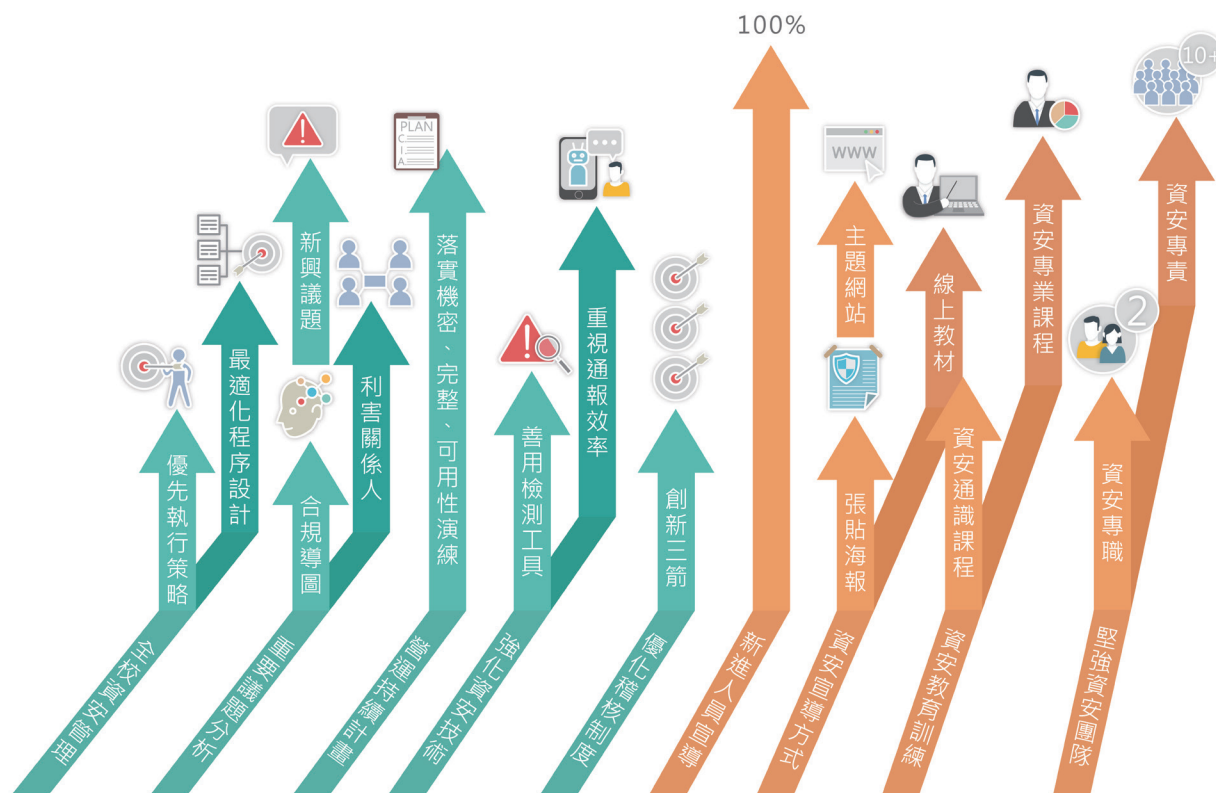 全校資安管理
優先執行策略
最適化程序設計
重要議題分析
合規導圖
新興議題
利害關係人
營運持續計畫
落實機密、完整、可用性演練
PLAN
C
I
A
強化資安技術
善用檢測工具
重視通報效率
優化稽核制度
創新三箭
新進人員宣導
100%
資安宣導方式
張貼海報
主題網站
WWW
線上教材
資安教育訓練
資安通識課程
資安專業課程
堅強資安團隊
資安專職
2
資安專責
10+